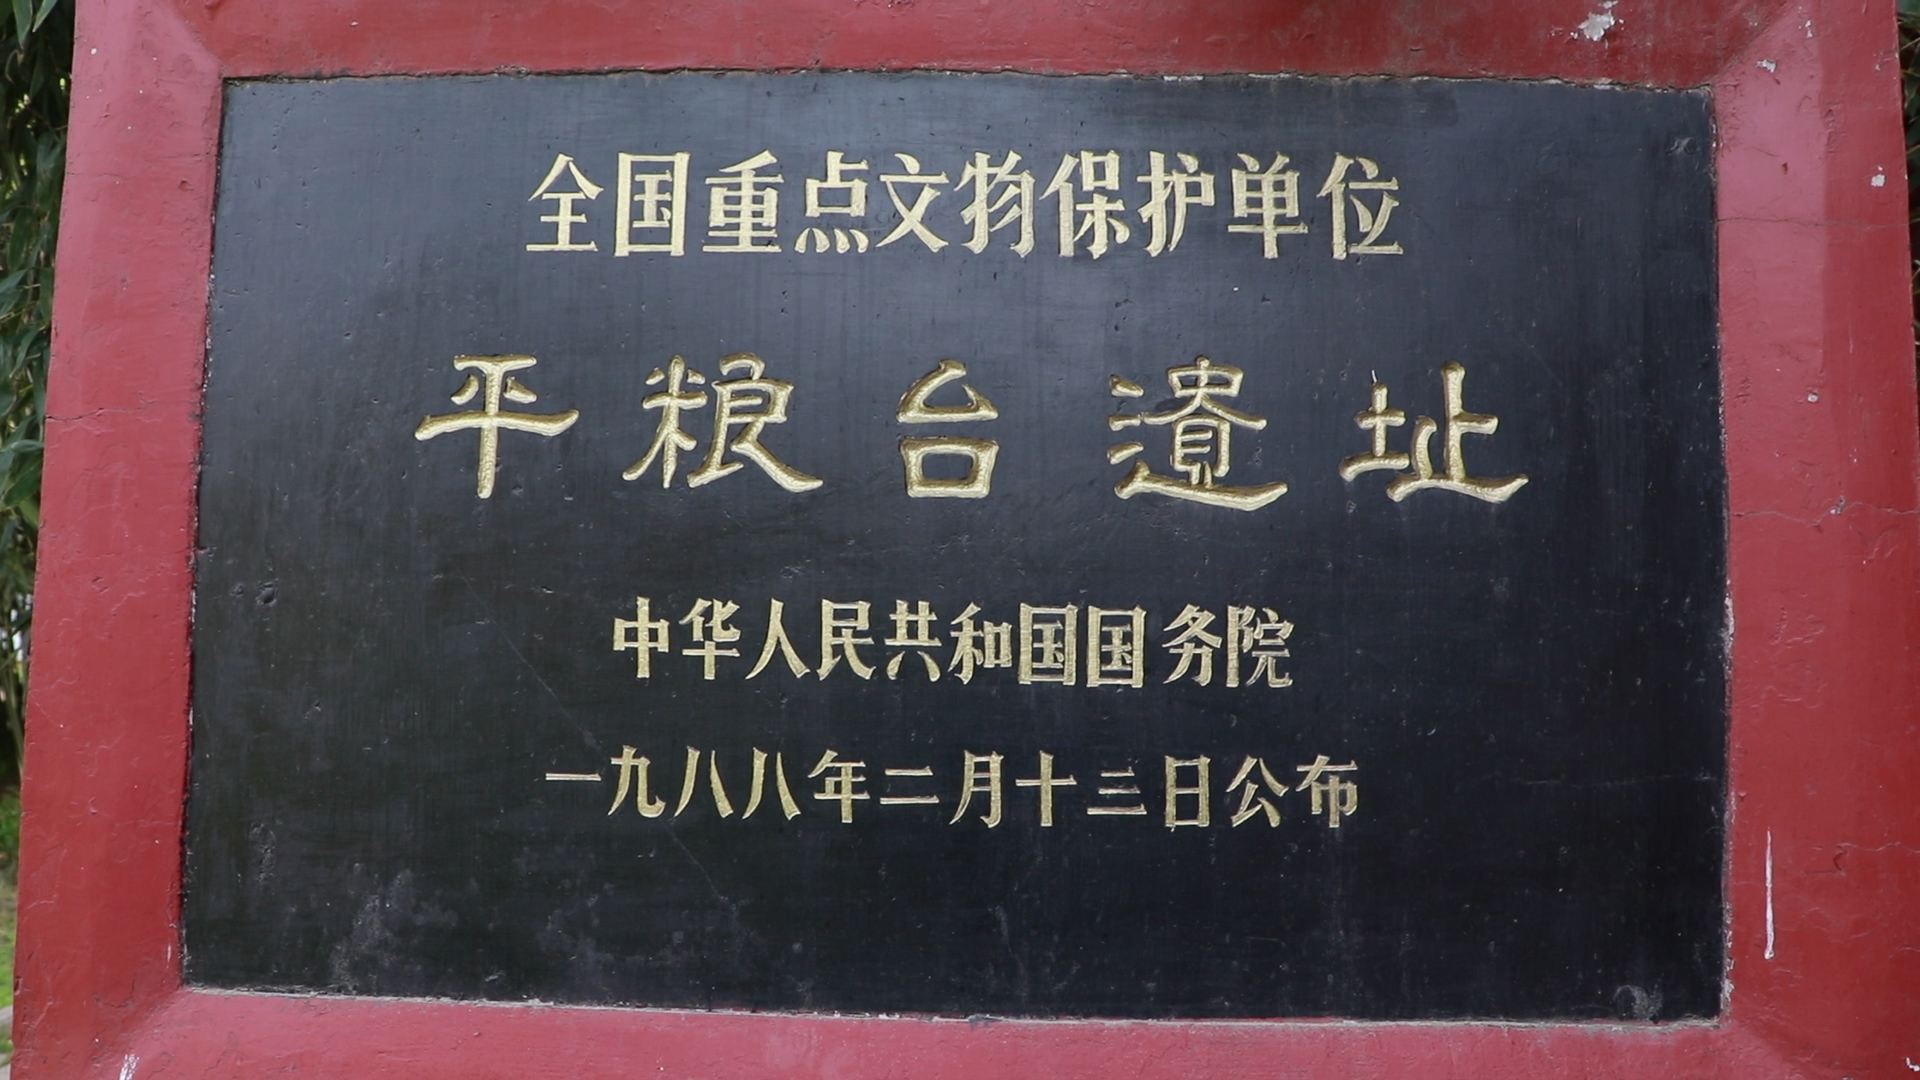 全国重点文物保护单位
平粮台遺址
中华人民共和国国务院
一九八八年二月十三日公布